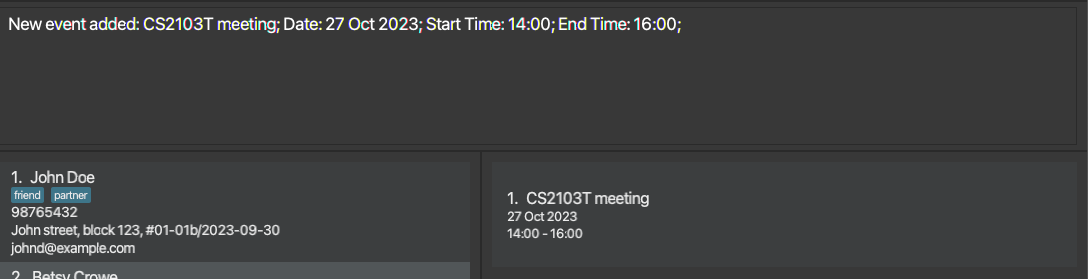 New event added: CS2103T meeting; Date: 27 Oct 2023; Start Time: 14:00; End Time: 16:00;
1. John Doe
friend partner
98765432
John street, block 123, #01-01b/2023-09-30
johnd@example.com
2. Betsy Crowe
1. CS2103T meeting
27 Oct 2023
14:00 - 16:00